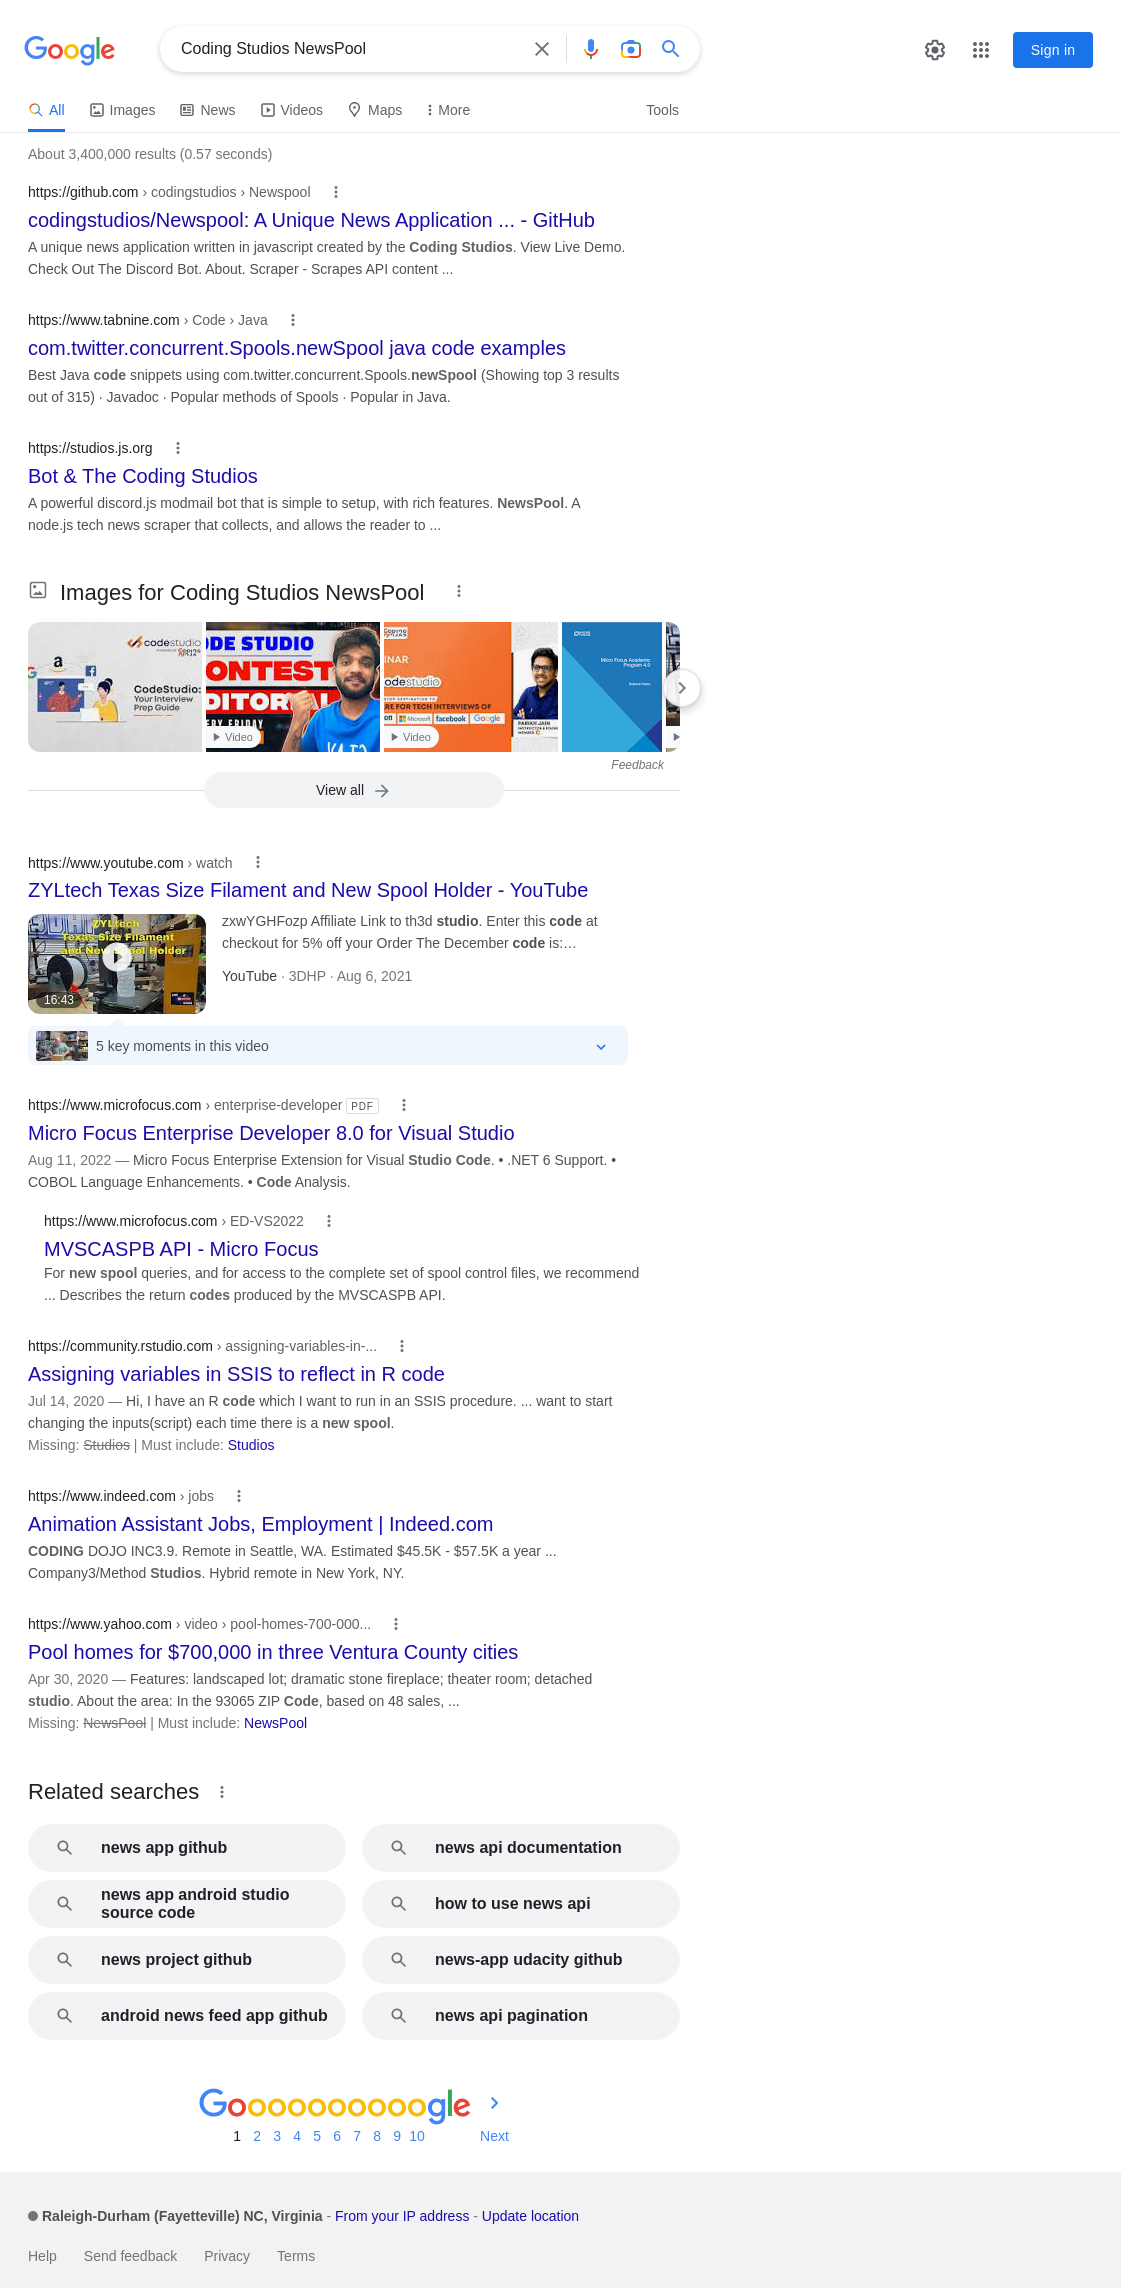 Google
Coding Studios NewsPool
Sign in
All
Images
News
Videos
Maps
More
Tools
About 3,400,000 results (0.57 seconds)
https://github.com › codingstudios › Newspool
codingstudios/Newspool: A Unique News Application ... - GitHub
A unique news application written in javascript created by the Coding Studios. View Live Demo.
Check Out The Discord Bot. About. Scraper - Scrapes API content ...
https://www.tabnine.com › Code › Java
com.twitter.concurrent.Spools.newSpool java code examples
Best Java code snippets using com.twitter.concurrent.Spools.newSpool (Showing top 3 results
out of 315) · Javadoc · Popular methods of Spools · Popular in Java.
https://studios.js.org
Bot & The Coding Studios
A powerful discord.js modmail bot that is simple to setup, with rich features. NewsPool. A
node.js tech news scraper that collects, and allows the reader to ...
Images for Coding Studios NewsPool
codestudio
CodeStudio:
Your Interview
Prep Guide
ODE STUDIO
ONTEST
DITORIAL
RY FRIDAY
Video
INAR
odestudio
RE FOR TECH INTERVIEWS OF
on Microsoft facebook Google
PARIKH JAIN
Video
Micro Focus Academic
Program 4.0
Feedback
View all
https://www.youtube.com › watch
ZYLtech Texas Size Filament and New Spool Holder - YouTube
ZYLtech
Texas Size Filament
and New Spool Holder
16:43
zxwYGHFozp Affiliate Link to th3d studio. Enter this code at
checkout for 5% off your Order The December code is:…
YouTube · 3DHP · Aug 6, 2021
5 key moments in this video
https://www.microfocus.com › enterprise-developer PDF
Micro Focus Enterprise Developer 8.0 for Visual Studio
Aug 11, 2022 — Micro Focus Enterprise Extension for Visual Studio Code. • .NET 6 Support. •
COBOL Language Enhancements. • Code Analysis.
https://www.microfocus.com › ED-VS2022
MVSCASPB API - Micro Focus
For new spool queries, and for access to the complete set of spool control files, we recommend
... Describes the return codes produced by the MVSCASPB API.
https://community.rstudio.com › assigning-variables-in-...
Assigning variables in SSIS to reflect in R code
Jul 14, 2020 — Hi, I have an R code which I want to run in an SSIS procedure. ... want to start
changing the inputs(script) each time there is a new spool.
Missing: Studios | Must include: Studios
https://www.indeed.com › jobs
Animation Assistant Jobs, Employment | Indeed.com
CODING DOJO INC3.9. Remote in Seattle, WA. Estimated $45.5K - $57.5K a year ...
Company3/Method Studios. Hybrid remote in New York, NY.
https://www.yahoo.com › video › pool-homes-700-000...
Pool homes for $700,000 in three Ventura County cities
Apr 30, 2020 — Features: landscaped lot; dramatic stone fireplace; theater room; detached
studio. About the area: In the 93065 ZIP Code, based on 48 sales, ...
Missing: NewsPool | Must include: NewsPool
Related searches
news app github
news api documentation
news app android studio
source code
how to use news api
news project github
news-app udacity github
android news feed app github
news api pagination
Goooooooooogle
1 2 3 4 5 6 7 8 9 10 Next
Raleigh-Durham (Fayetteville) NC, Virginia - From your IP address - Update location
Help
Send feedback
Privacy
Terms